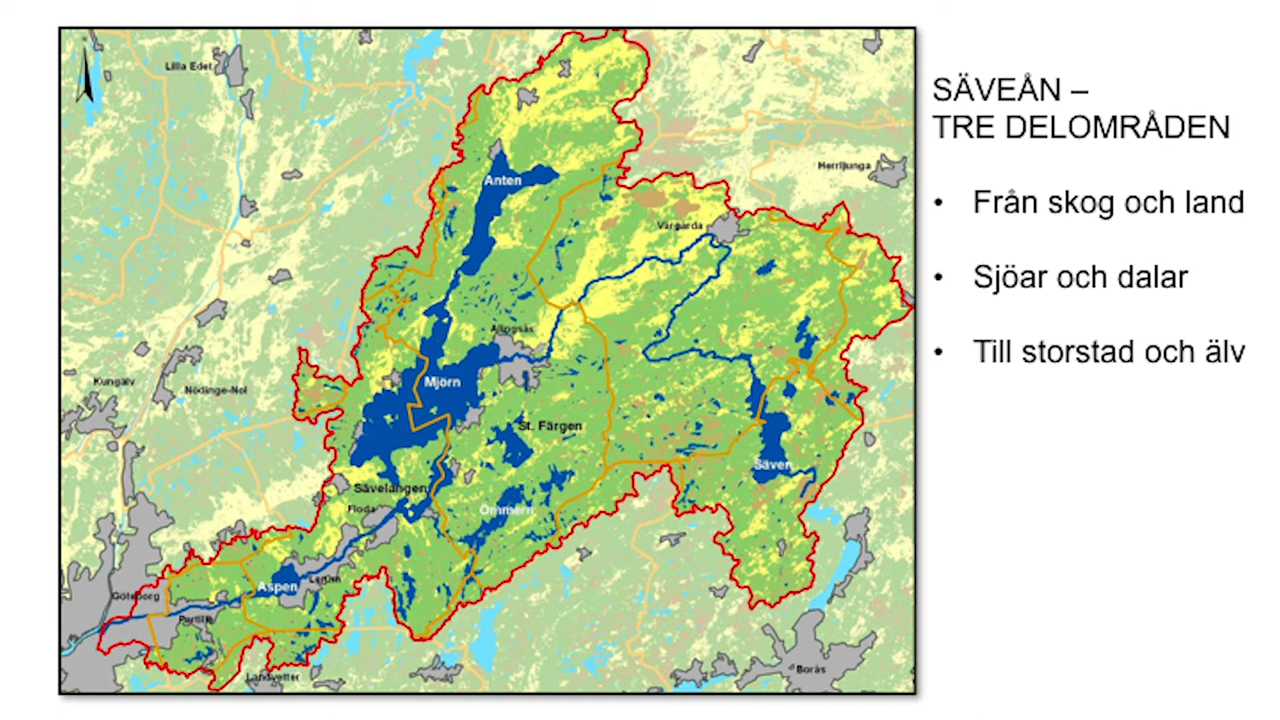 SÄVEÅN –
TRE DELOMRÅDEN
• Från skog och land
• Sjöar och dalar
• Till storstad och älv
Lilla Edet
Herrljunga
Anten
Vårgårda
Alingsås
Kungälv
Nödinge-Nol
Mjörn
St. Färgen
Säven
Sävelången
Floda
Ömmern
Aspen
Lerum
Göteborg
Partille
Landvetter
Borås